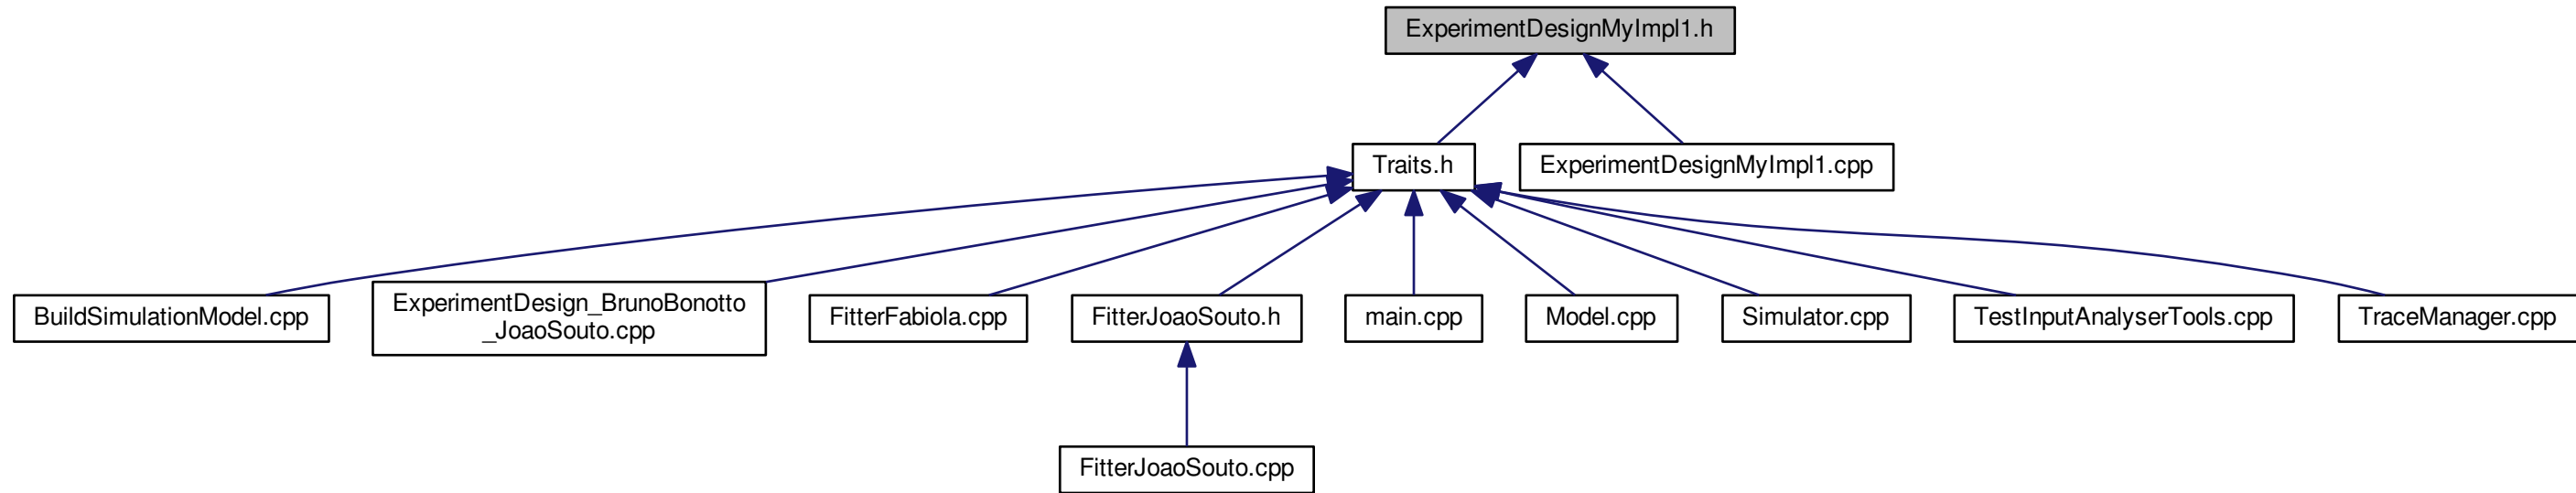 ExperimentDesignMyImpl1.h
Traits.h
ExperimentDesignMyImpl1.cpp
BuildSimulationModel.cpp
ExperimentDesign_BrunoBonotto
_JoaoSouto.cpp
FitterFabiola.cpp
FitterJoaoSouto.h
main.cpp
Model.cpp
Simulator.cpp
TestInputAnalyserTools.cpp
TraceManager.cpp
FitterJoaoSouto.cpp